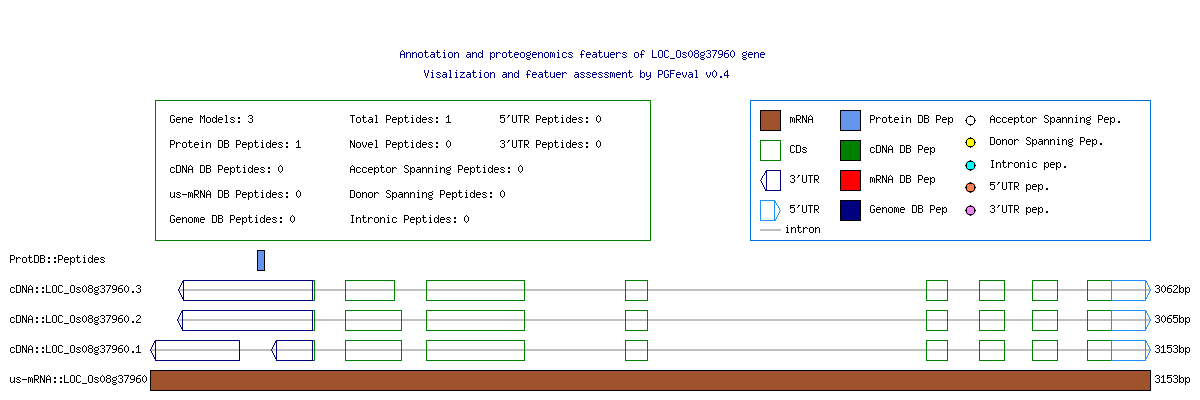 Annotation and proteogenomics featuers of LOC_Os08g37960 gene
Visalization and featuer assessment by PGFeval v0.4
Gene Models: 3 Total Peptides: 1 5'UTR Peptides: 0
Protein DB Peptides: 1 Novel Peptides: 0 3'UTR Peptides: 0
cDNA DB Peptides: 0 Acceptor Spanning Peptides: 0
us-mRNA DB Peptides: 0 Donor Spanning Peptides: 0
Genome DB Peptides: 0 Intronic Peptides: 0
mRNA Protein DB Pep Acceptor Spanning Pep.
CDs cDNA DB Pep Donor Spanning Pep.
3'UTR mRNA DB Pep Intronic pep.
5'UTR Genome DB Pep 5'UTR pep.
intron 3'UTR pep.
ProtDB::Peptides
cDNA::LOC_Os08g37960.3 3062bp
cDNA::LOC_Os08g37960.2 3065bp
cDNA::LOC_Os08g37960.1 3153bp
us-mRNA::LOC_Os08g37960 3153bp